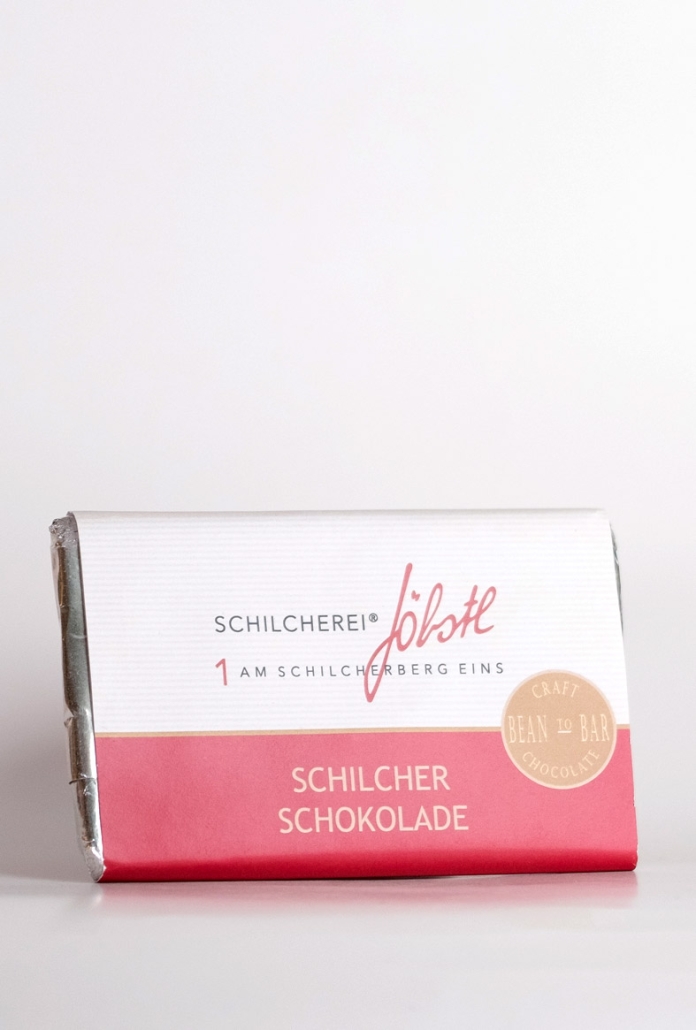 SCHILCHEREI® Jöbstl
1 AM SCHILCHERBERG EINS
CRAFT
BEAN TO BAR
CHOCOLATE
SCHILCHER
SCHOKOLADE